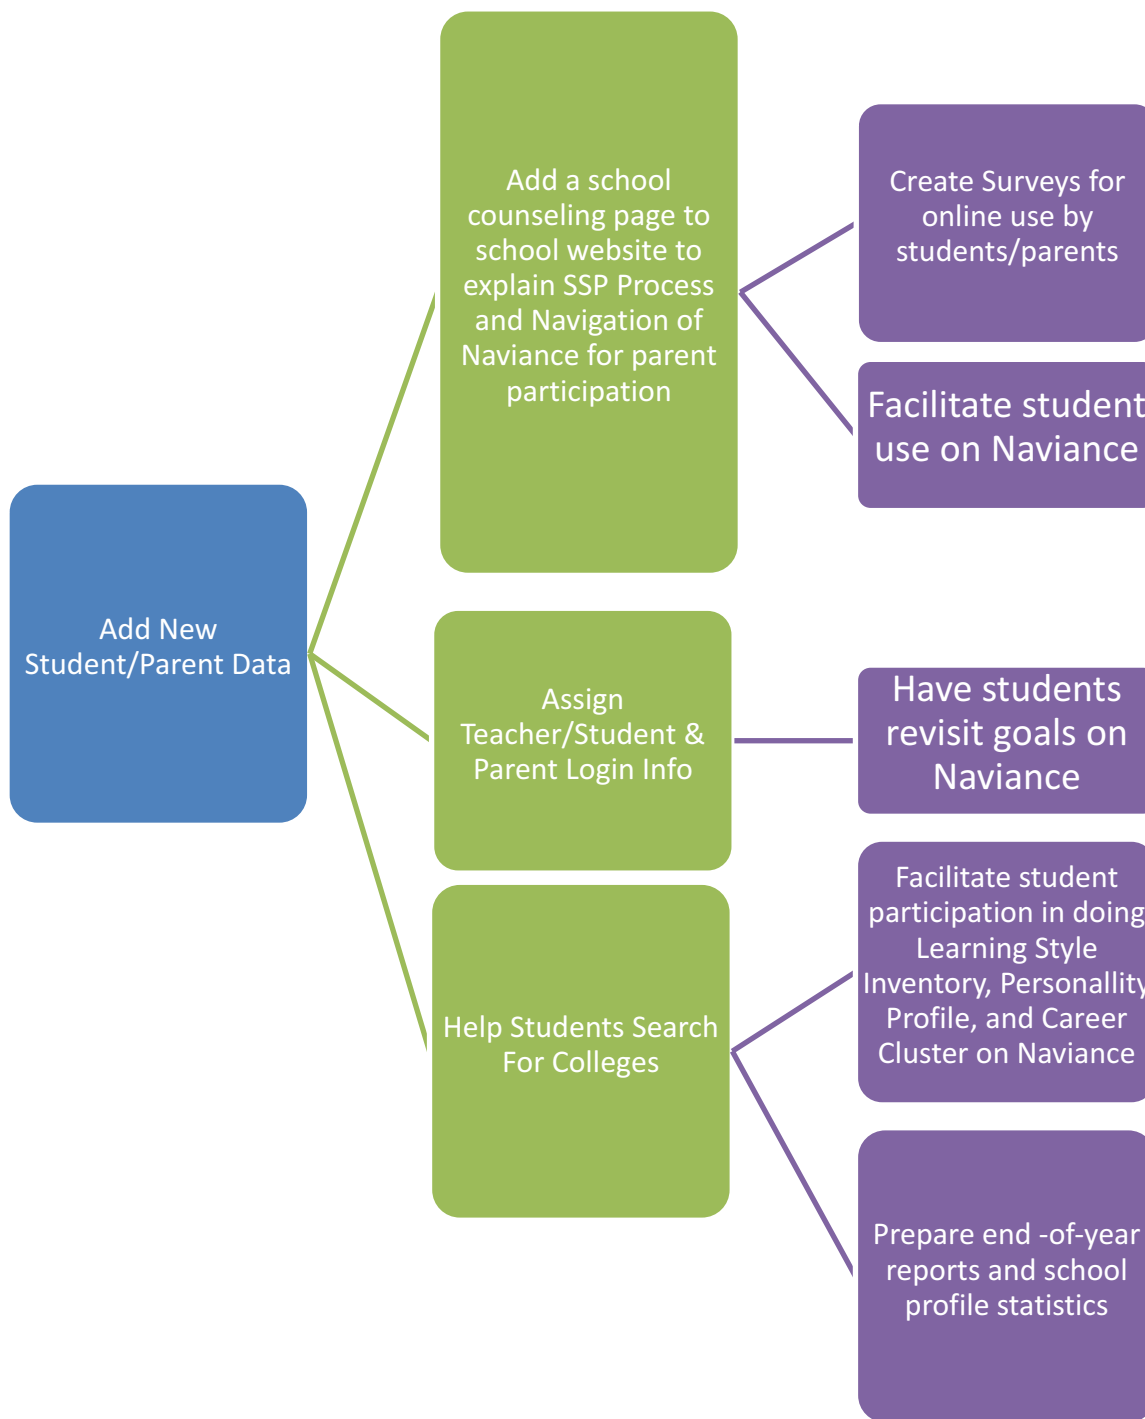 Add New
Student/Parent Data
Add a school
counseling page to
school website to
explain SSP Process
and Navigation of
Naviance for parent
participation
Assign
Teacher/Student &
Parent Login Info
Help Students Search
For Colleges
Create Surveys for
online use by
students/parents
Facilitate student
use on Naviance
Have students
revisit goals on
Naviance
Facilitate student
participation in doing
Learning Style
Inventory, Personallity
Profile, and Career
Cluster on Naviance
Prepare end -of-year
reports and school
profile statistics